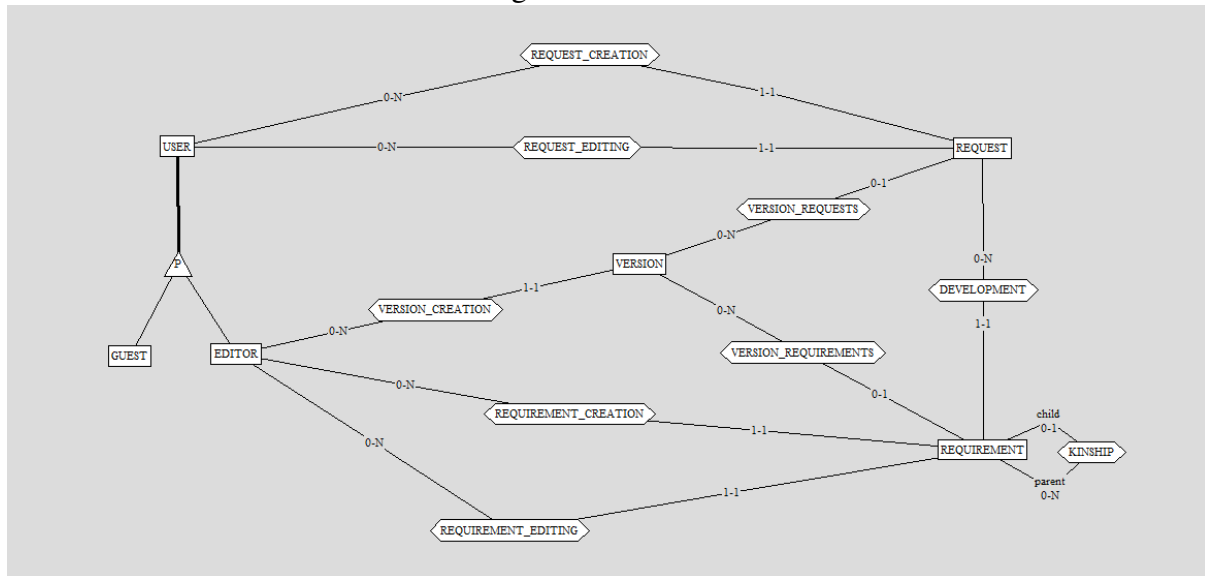 REQUEST_CREATION
0-N
1-1
USER
0-N
REQUEST_EDITING
1-1
REQUEST
0-1
VERSION_REQUESTS
0-N
P
VERSION
0-N
1-1
DEVELOPMENT
VERSION_CREATION
0-N
0-N
1-1
GUEST
EDITOR
VERSION_REQUIREMENTS
0-N
0-1
REQUIREMENT_CREATION
child
0-1
1-1
0-N
REQUIREMENT
KINSHIP
parent
0-N
1-1
REQUIREMENT_EDITING